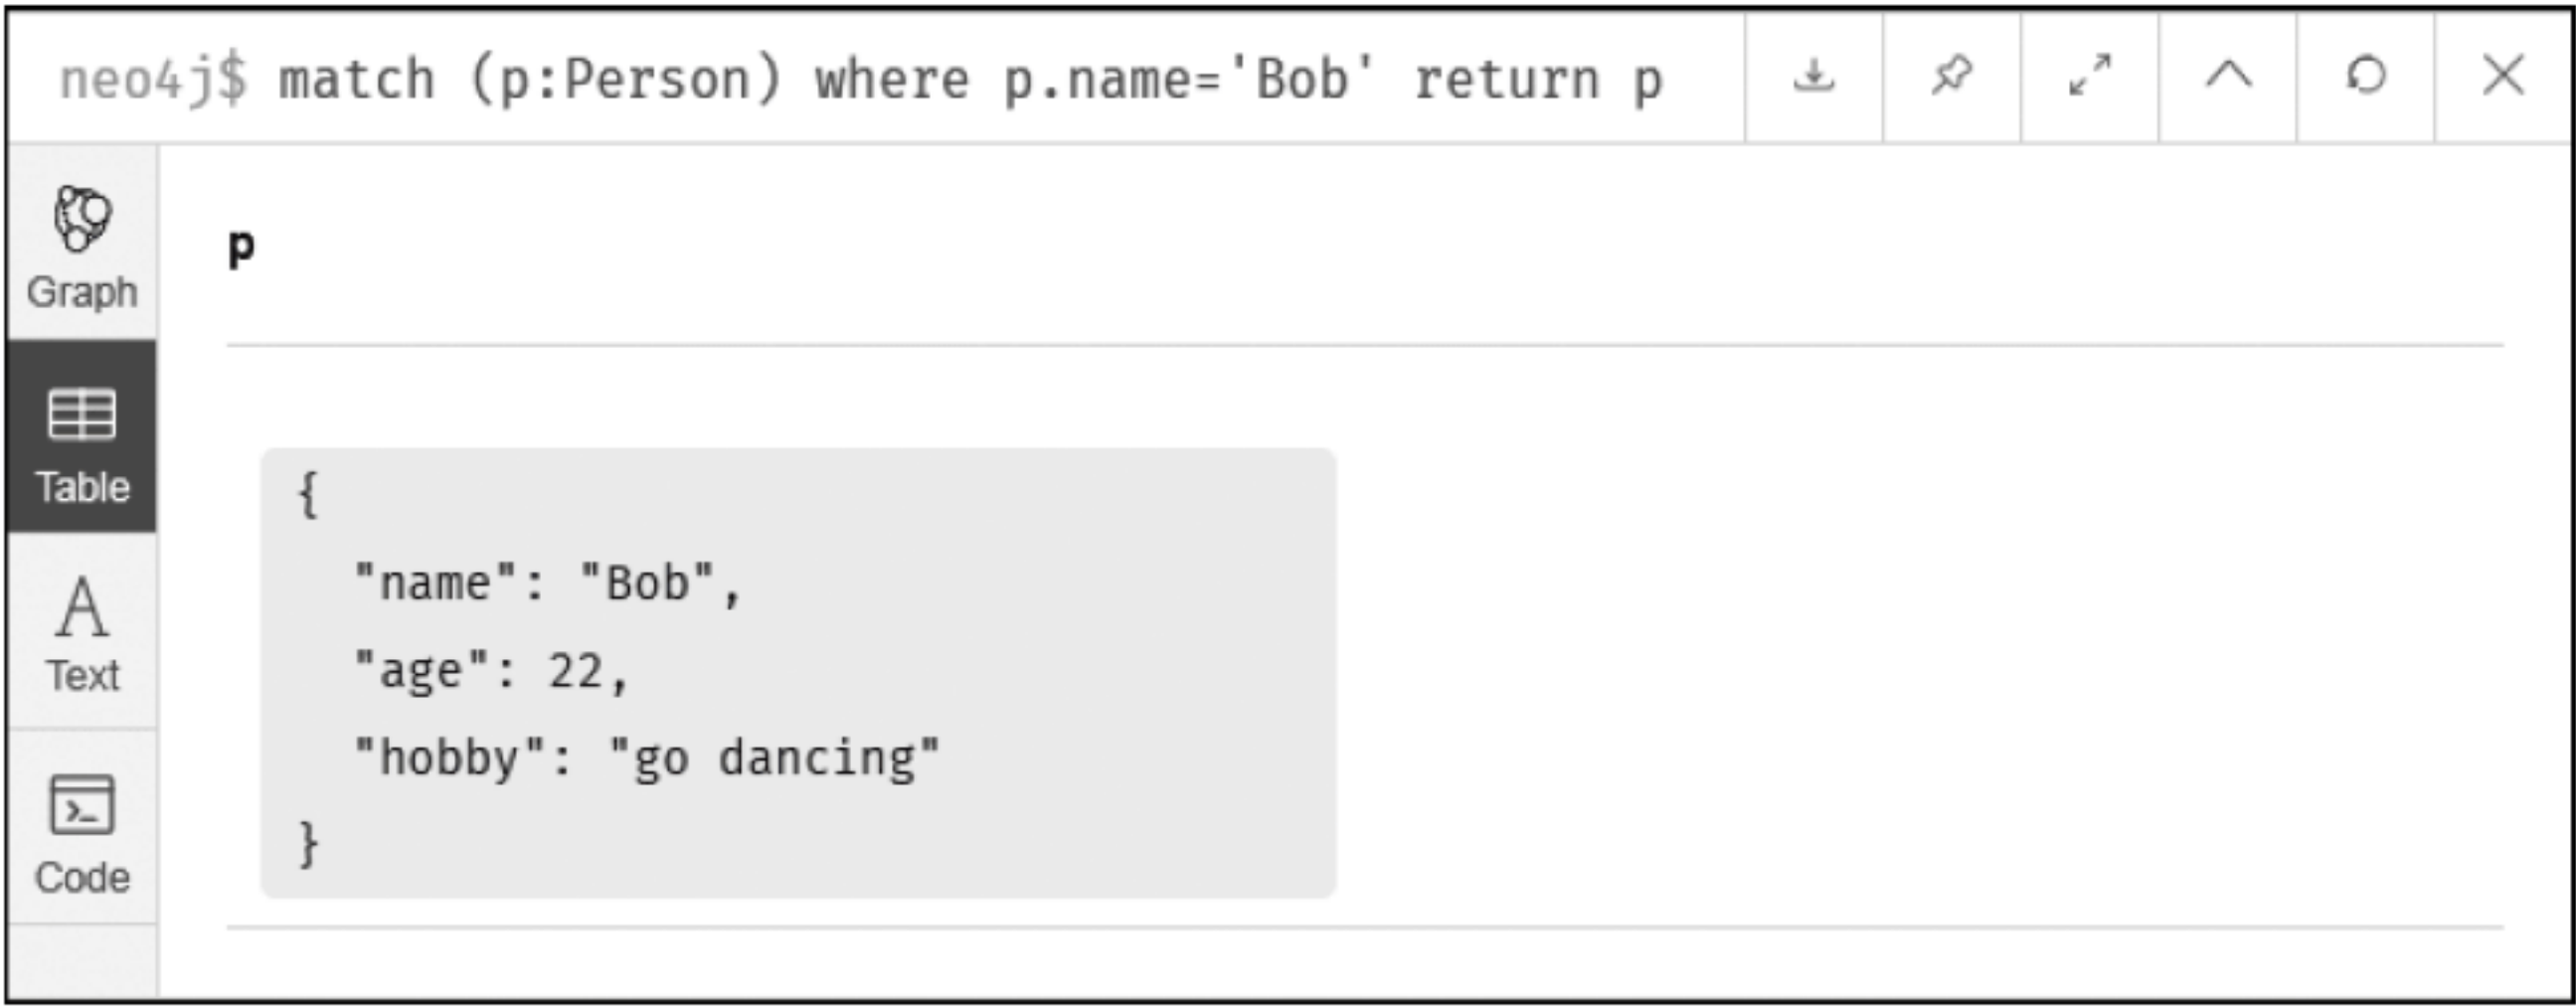 neo4j$ match (p:Person) where p.name='Bob' return p
Graph
Table
A
Text
>_
Code
p
{
"name": "Bob",
"age": 22,
"hobby": "go dancing"
}